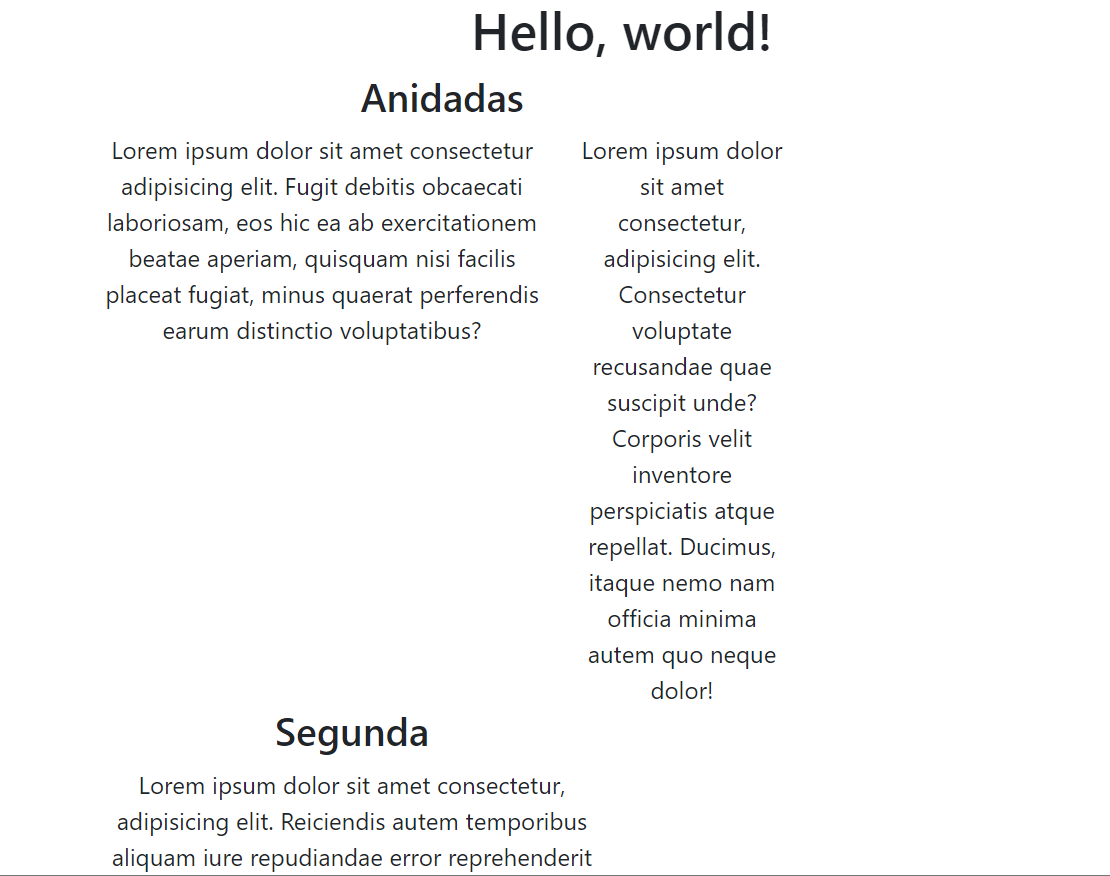 Hello, world!
Anidadas
Lorem ipsum dolor sit amet consectetur
adipisicing elit. Fugit debitis obcaecati
laboriosam, eos hic ea ab exercitationem
beatae aperiam, quisquam nisi facilis
placeat fugiat, minus quaerat perferendis
earum distinctio voluptatibus?
Lorem ipsum dolor
sit amet
consectetur,
adipisicing elit.
Consectetur
voluptate
recusandae quae
suscipit unde?
Corporis velit
inventore
perspiciatis atque
repellat. Ducimus,
itaque nemo nam
officia minima
autem quo neque
dolor!
Segunda
Lorem ipsum dolor sit amet consectetur,
adipisicing elit. Reiciendis autem temporibus
aliquam iure repudiandae error reprehenderit